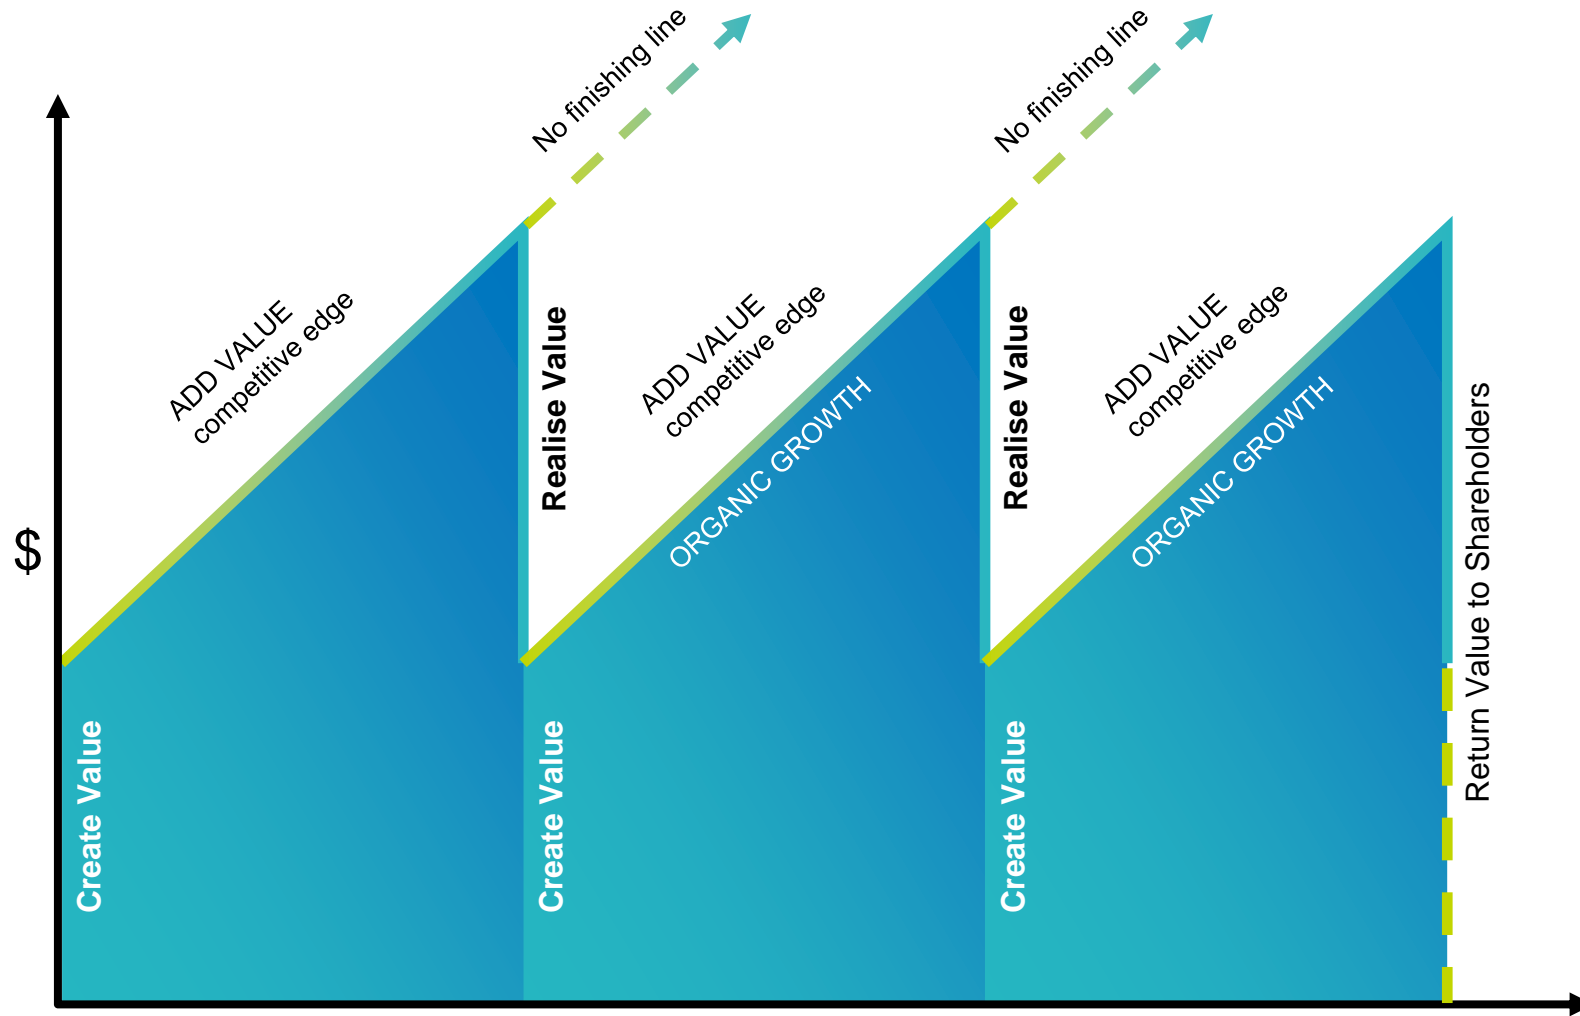 $
Create Value
ADD VALUE
competitive edge
No finishing line
Realise Value
Create Value
ADD VALUE
competitive edge
ORGANIC GROWTH
No finishing line
Realise Value
Create Value
ADD VALUE
competitive edge
ORGANIC GROWTH
Return Value to Shareholders